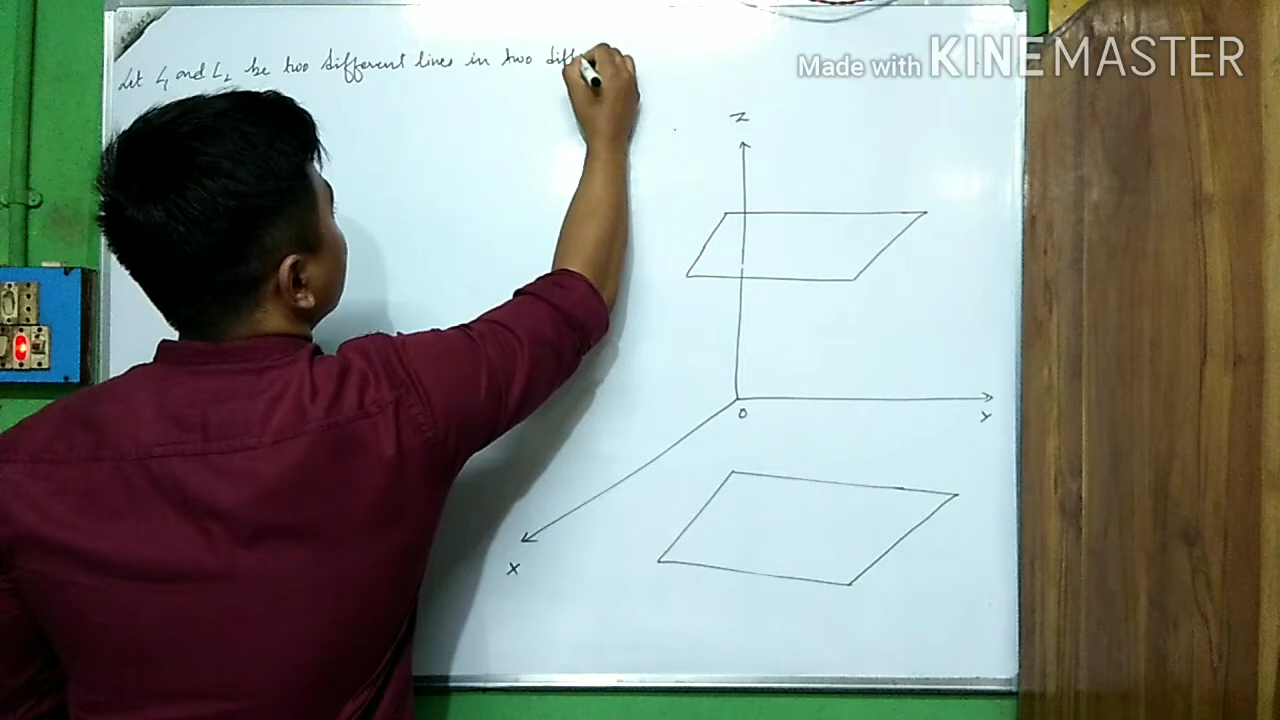 Let L1 and L2 be two different lines in two diff
Made with KINEMASTER
Z
O
Y
X